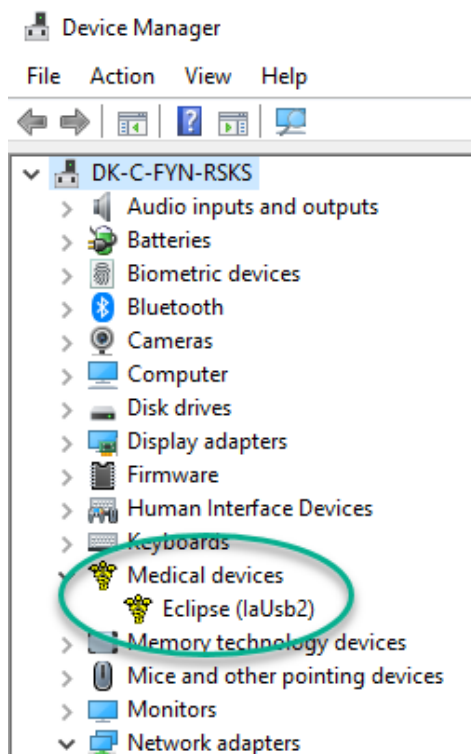 Device Manager
File Action View Help
DK-C-FYN-RSKS
Audio inputs and outputs
Batteries
Biometric devices
Bluetooth
Cameras
Computer
Disk drives
Display adapters
Firmware
Human Interface Devices
Keyboards
Medical devices
Eclipse (IaUsb2)
Memory technology devices
Mice and other pointing devices
Monitors
Network adapters